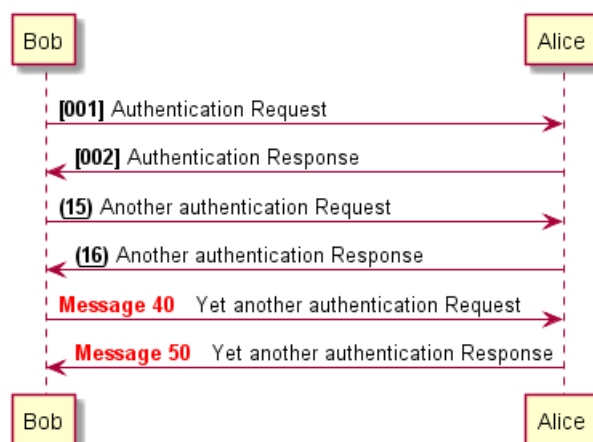 Bob Alice
[001] Authentication Request
[002] Authentication Response
(15) Another authentication Request
(16) Another authentication Response
Message 40 Yet another authentication Request
Message 50 Yet another authentication Response
Bob Alice